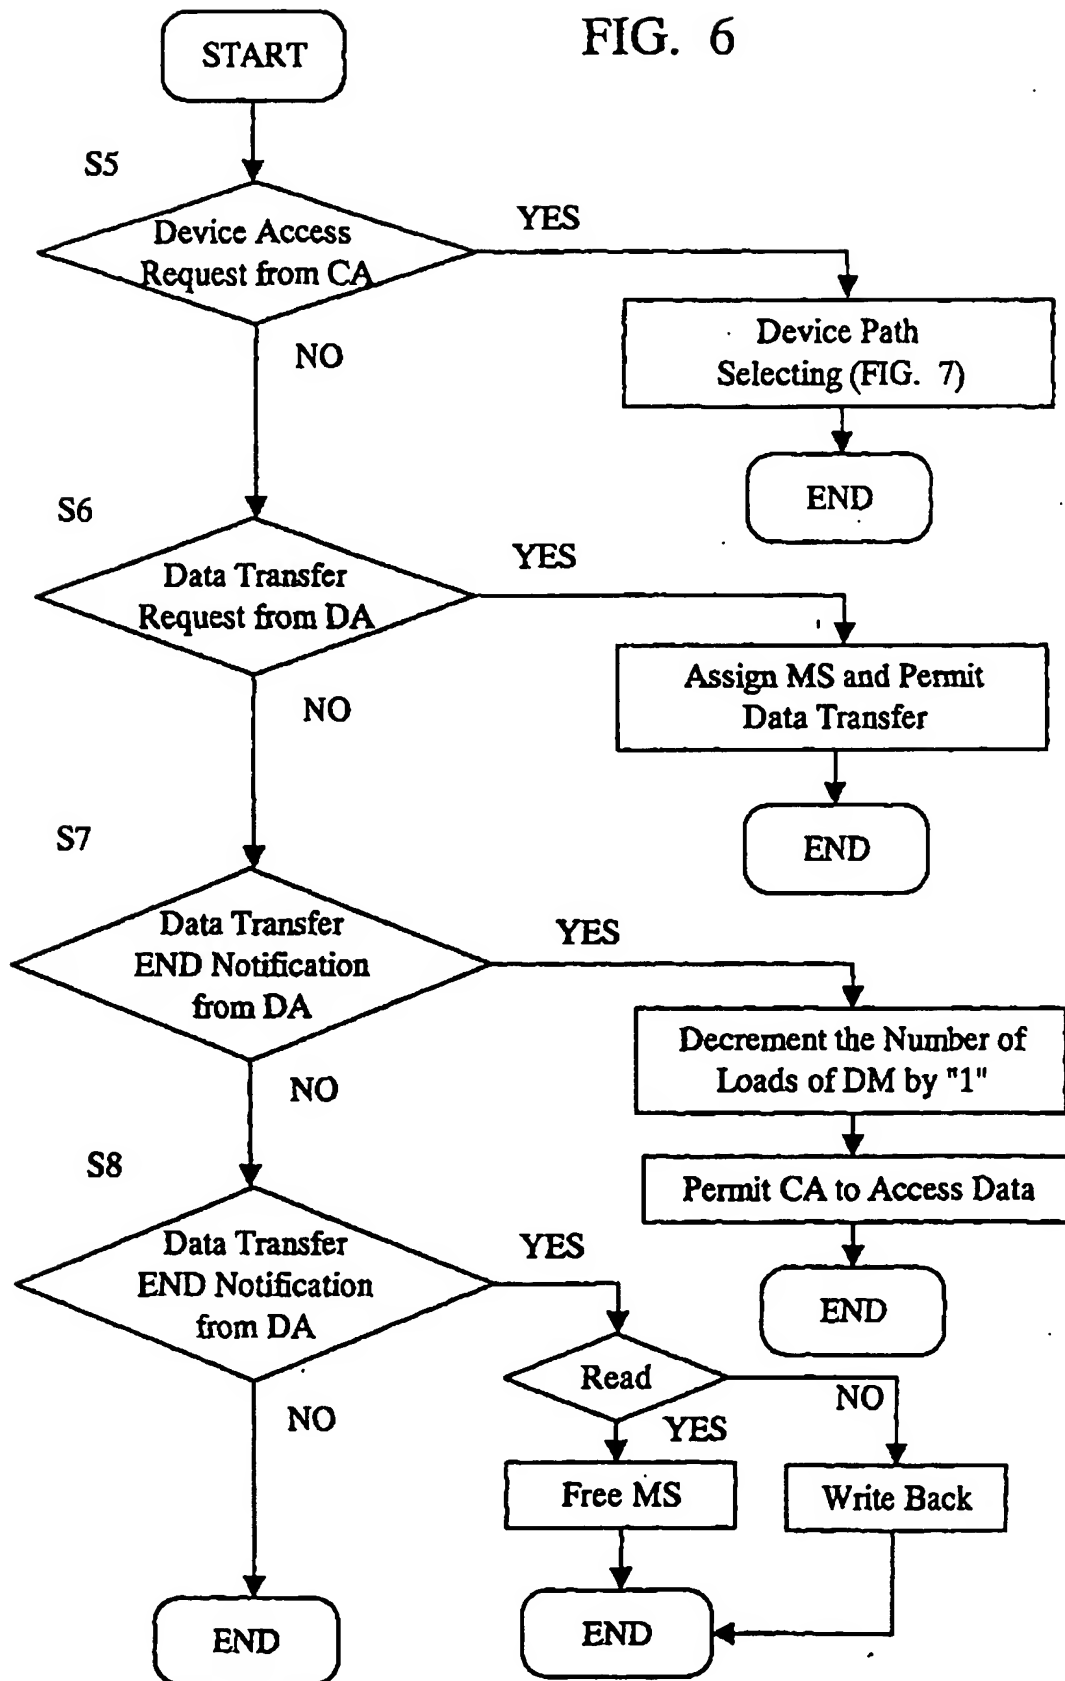 FIG. 6
START
S5
Device Access
Request from CA
YES
NO
Device Path
Selecting (FIG. 7)
END
S6
Data Transfer
Request from DA
YES
NO
Assign MS and Permit
Data Transfer
END
S7
Data Transfer
END Notification
from DA
YES
NO
Decrement the Number of
Loads of DM by "1"
Permit CA to Access Data
END
S8
Data Transfer
END Notification
from DA
YES
NO
Read
NO
YES
Free MS
Write Back
END
END